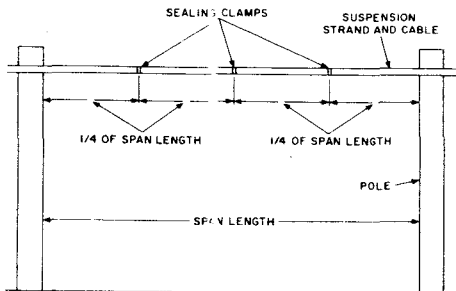 SEALING CLAMPS
SUSPENSION
STRAND AND CABLE
1/4 OF SPAN LENGTH
1/4 OF SPAN LENGTH
POLE
SPAN LENGTH